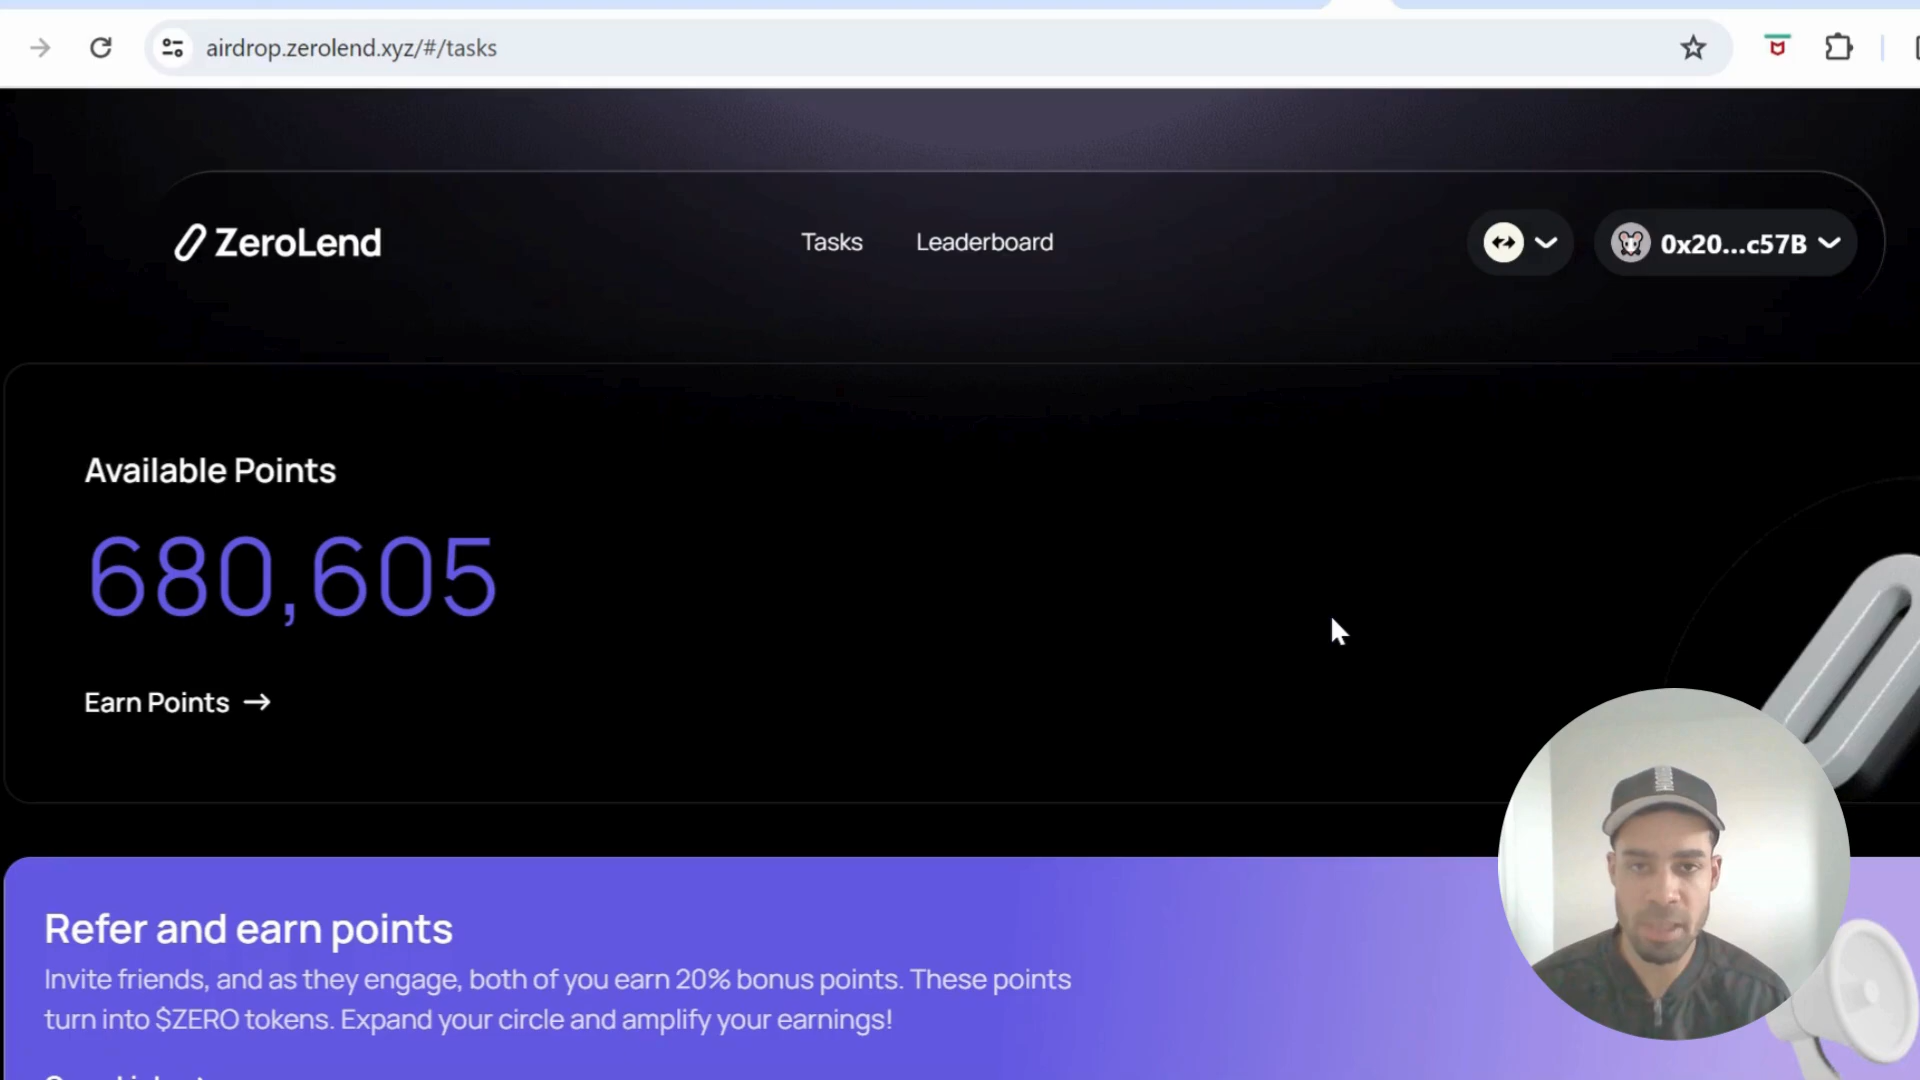 airdrop.zerolend.xyz/#/tasks
ZeroLend
Tasks
Leaderboard
0x20...c57B
Available Points
680,605
Earn Points →
Refer and earn points
Invite friends, and as they engage, both of you earn 20% bonus points. These points
turn into $ZERO tokens. Expand your circle and amplify your earnings!